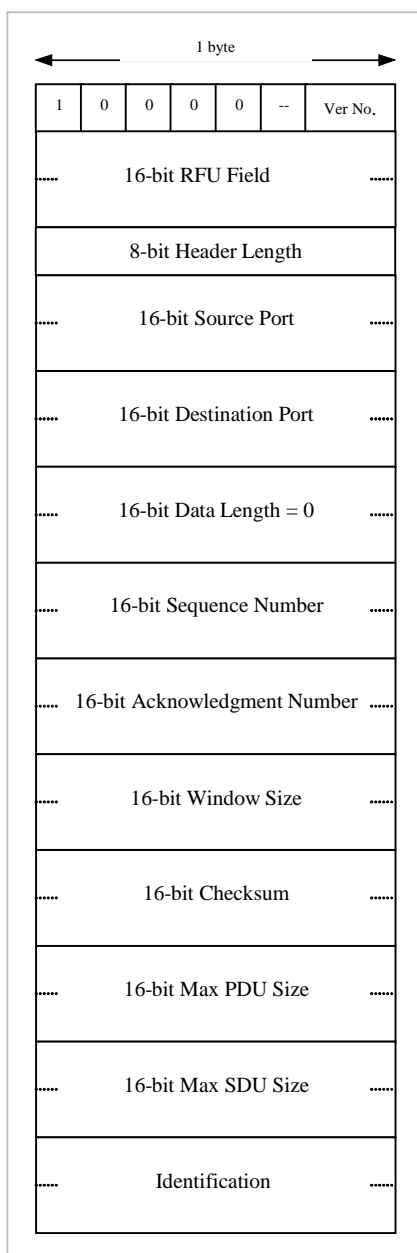 1 byte
1 0 0 0 0 -- Ver No.
16-bit RFU Field
8-bit Header Length
16-bit Source Port
16-bit Destination Port
16-bit Data Length = 0
16-bit Sequence Number
16-bit Acknowledgment Number
16-bit Window Size
16-bit Checksum
16-bit Max PDU Size
16-bit Max SDU Size
Identification